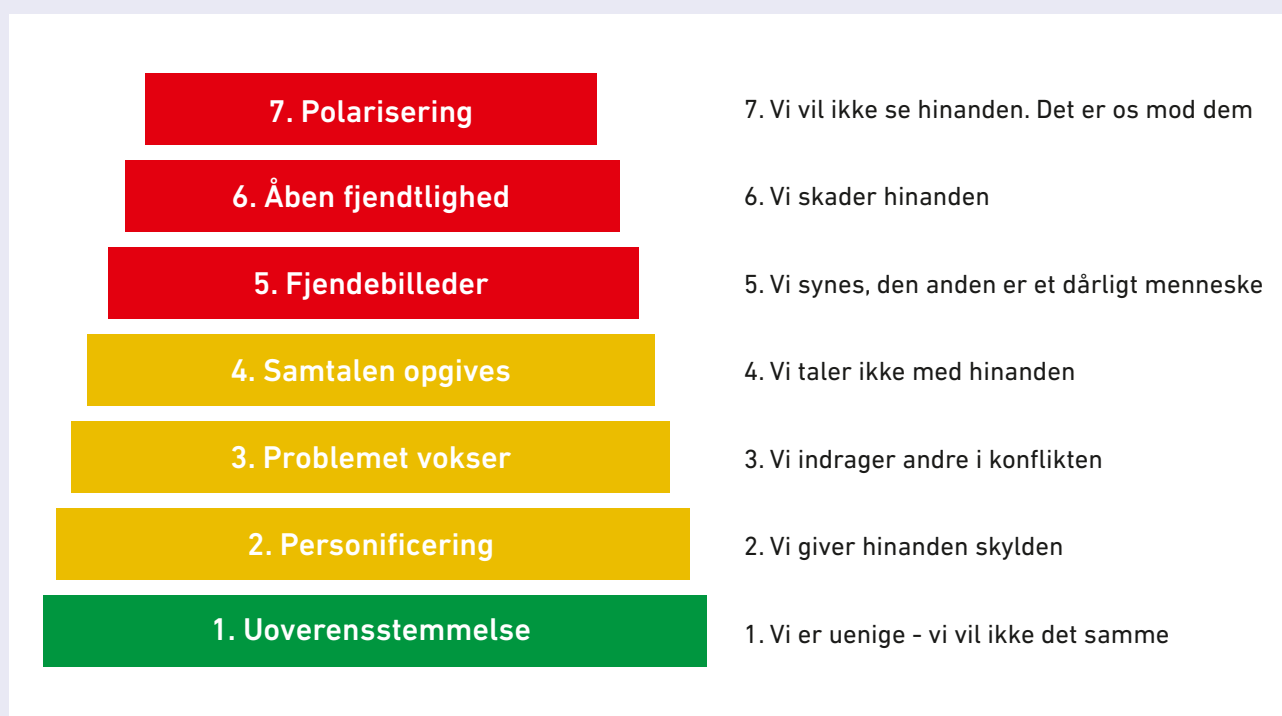 7. Polarisering
7. Vi vil ikke se hinanden. Det er os mod dem
6. Åben fjendtlighed
6. Vi skader hinanden
5. Fjendebilleder
5. Vi synes, den anden er et dårligt menneske
4. Samtalen opgives
4. Vi taler ikke med hinanden
3. Problemet vokser
3. Vi indrager andre i konflikten
2. Personificering
2. Vi giver hinanden skylden
1. Uoverensstemmelse
1. Vi er uenige - vi vil ikke det samme